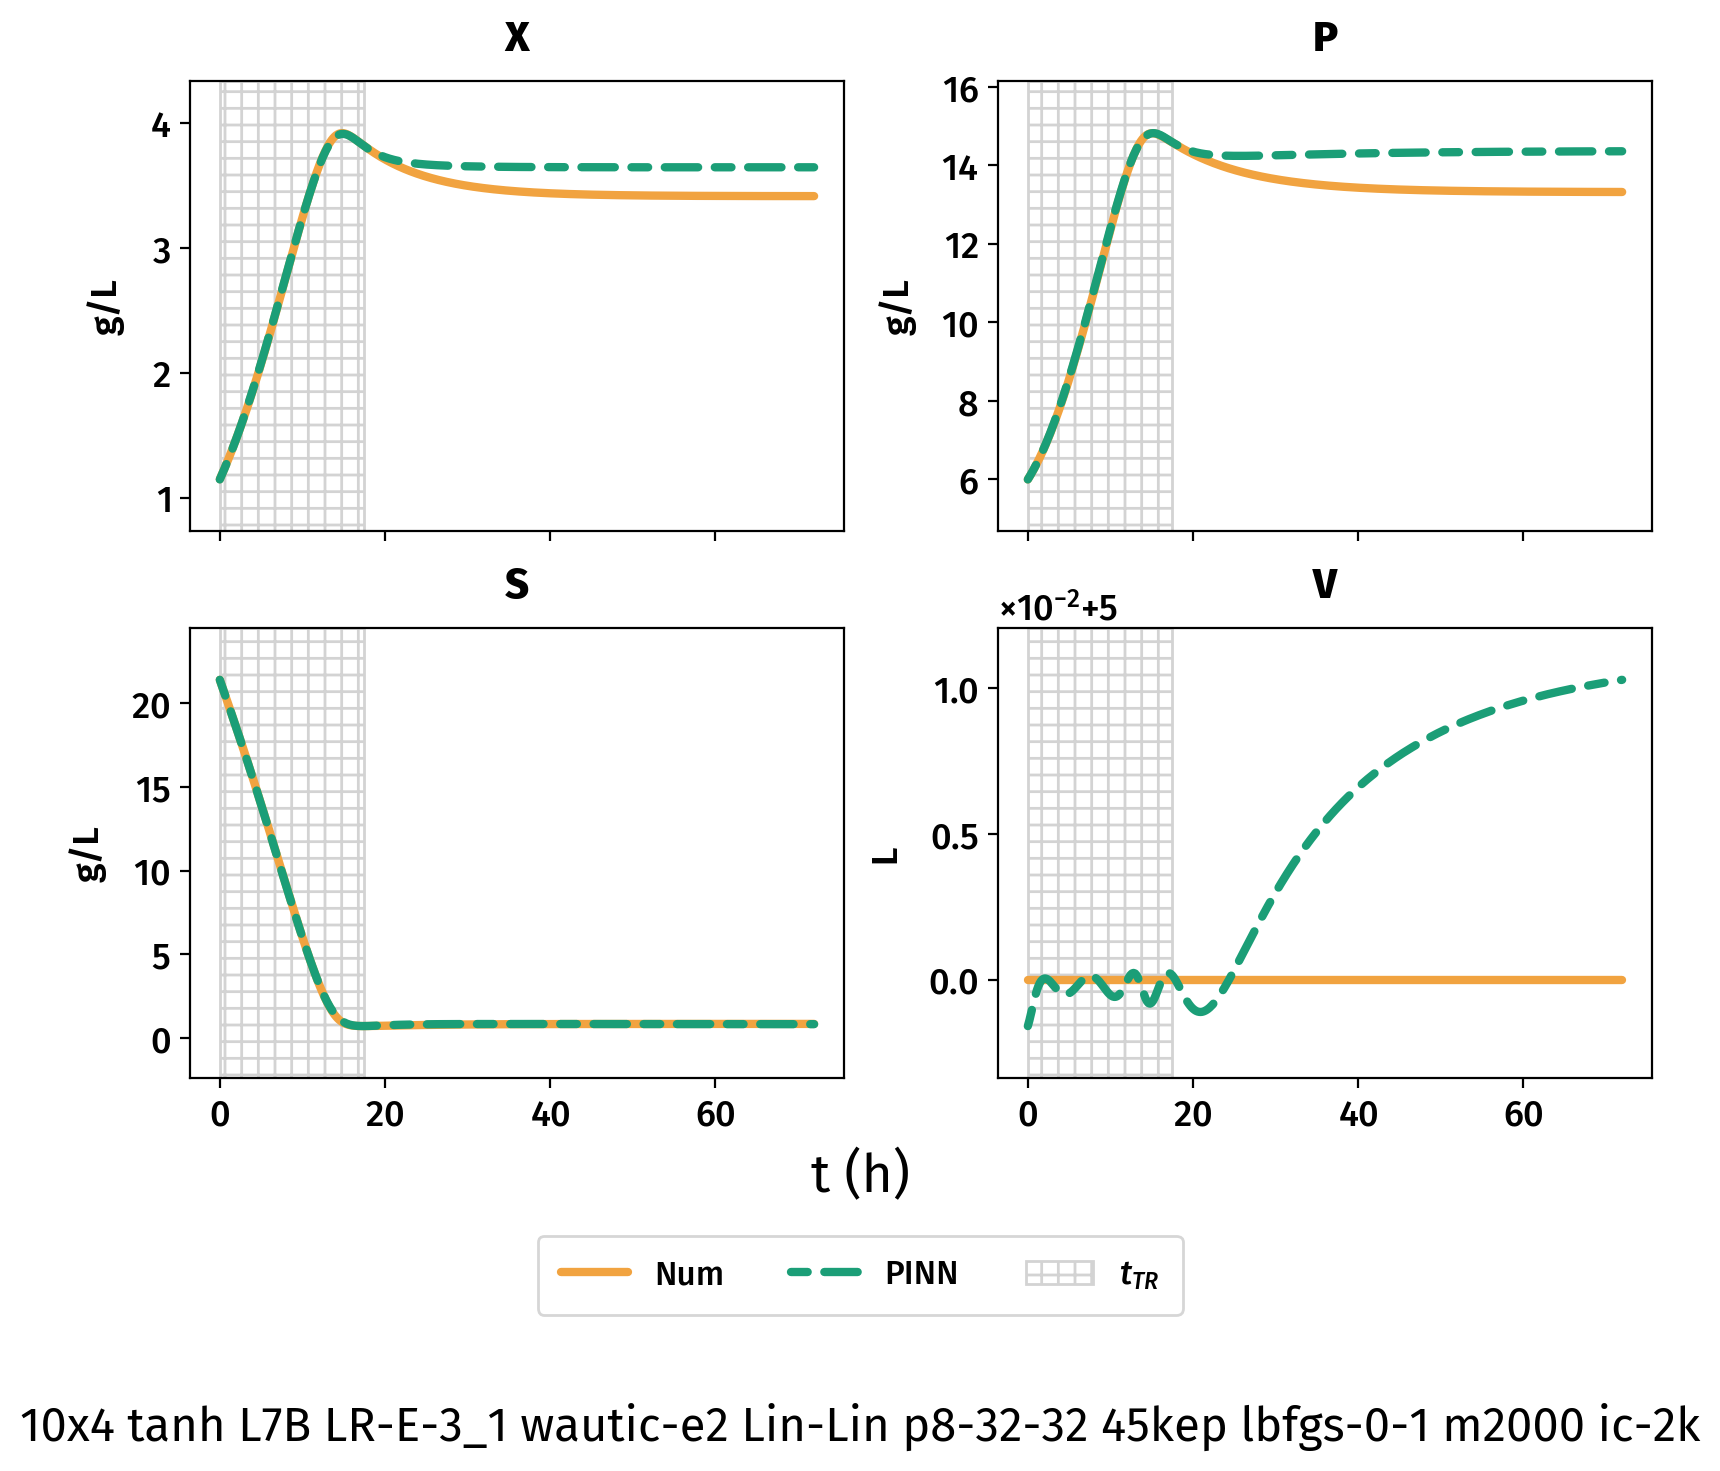 X
4
3
2
1
g/L
P
16
14
12
10
8
6
g/L
S
20
15
10
5
0
g/L
0 20 40 60
V
×10⁻²+5
1.0
0.5
0.0
L
0 20 40 60
t (h)
Num PINN t_TR
10x4 tanh L7B LR-E-3_1 wautic-e2 Lin-Lin p8-32-32 45kep lbfgs-0-1 m2000 ic-2k